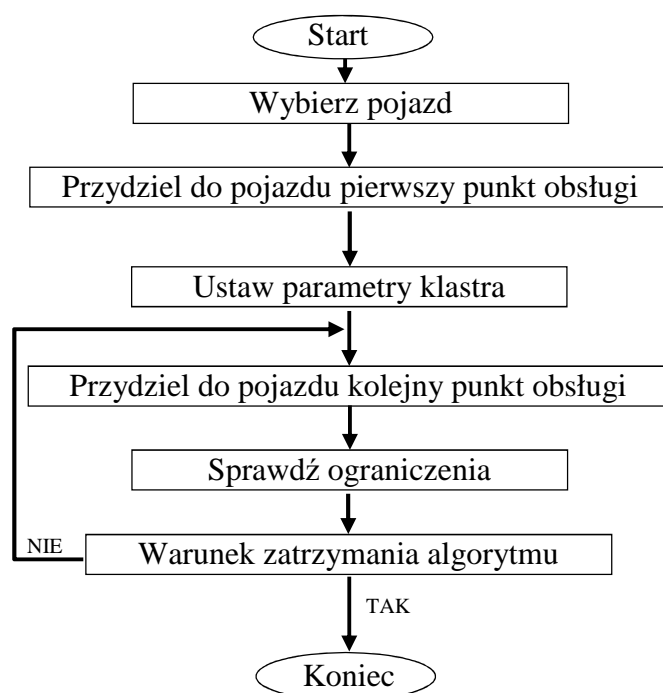 Start
Wybierz pojazd
Przydziel do pojazdu pierwszy punkt obsługi
Ustaw parametry klastra
Przydziel do pojazdu kolejny punkt obsługi
Sprawdź ograniczenia
NIE
Warunek zatrzymania algorytmu
TAK
Koniec